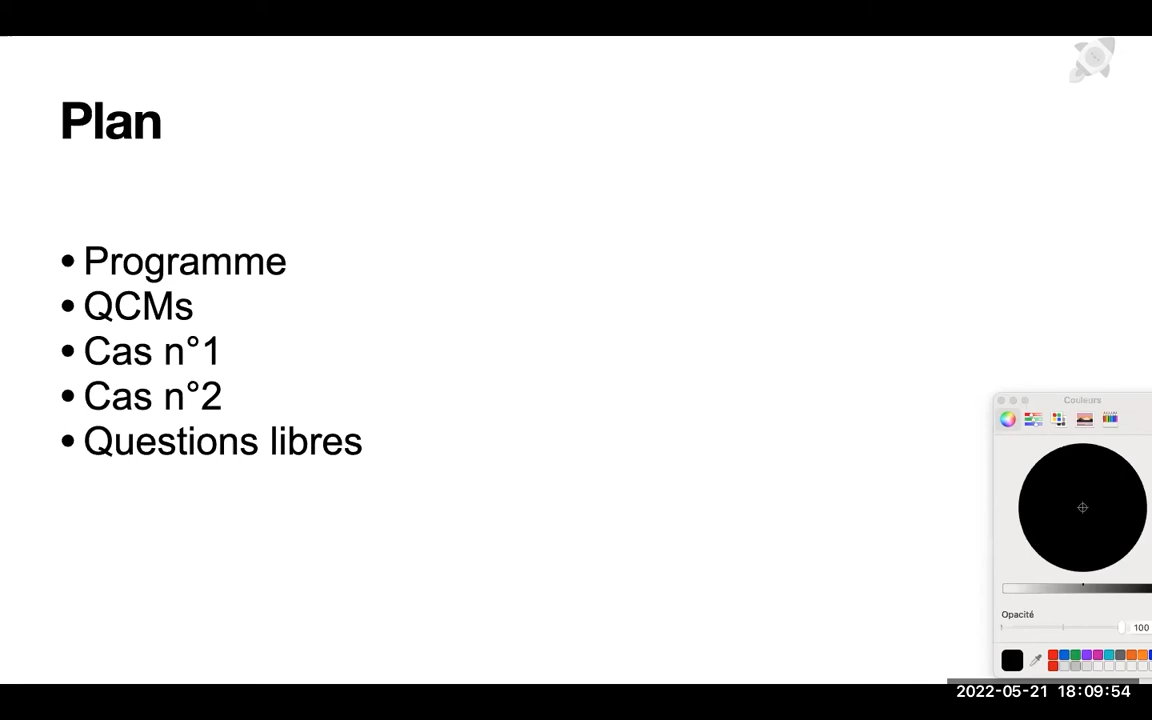 Plan
• Programme
• QCMs
• Cas n°1
• Cas n°2
• Questions libres
Couleurs
Opacité
100
2022-05-21 18:09:54